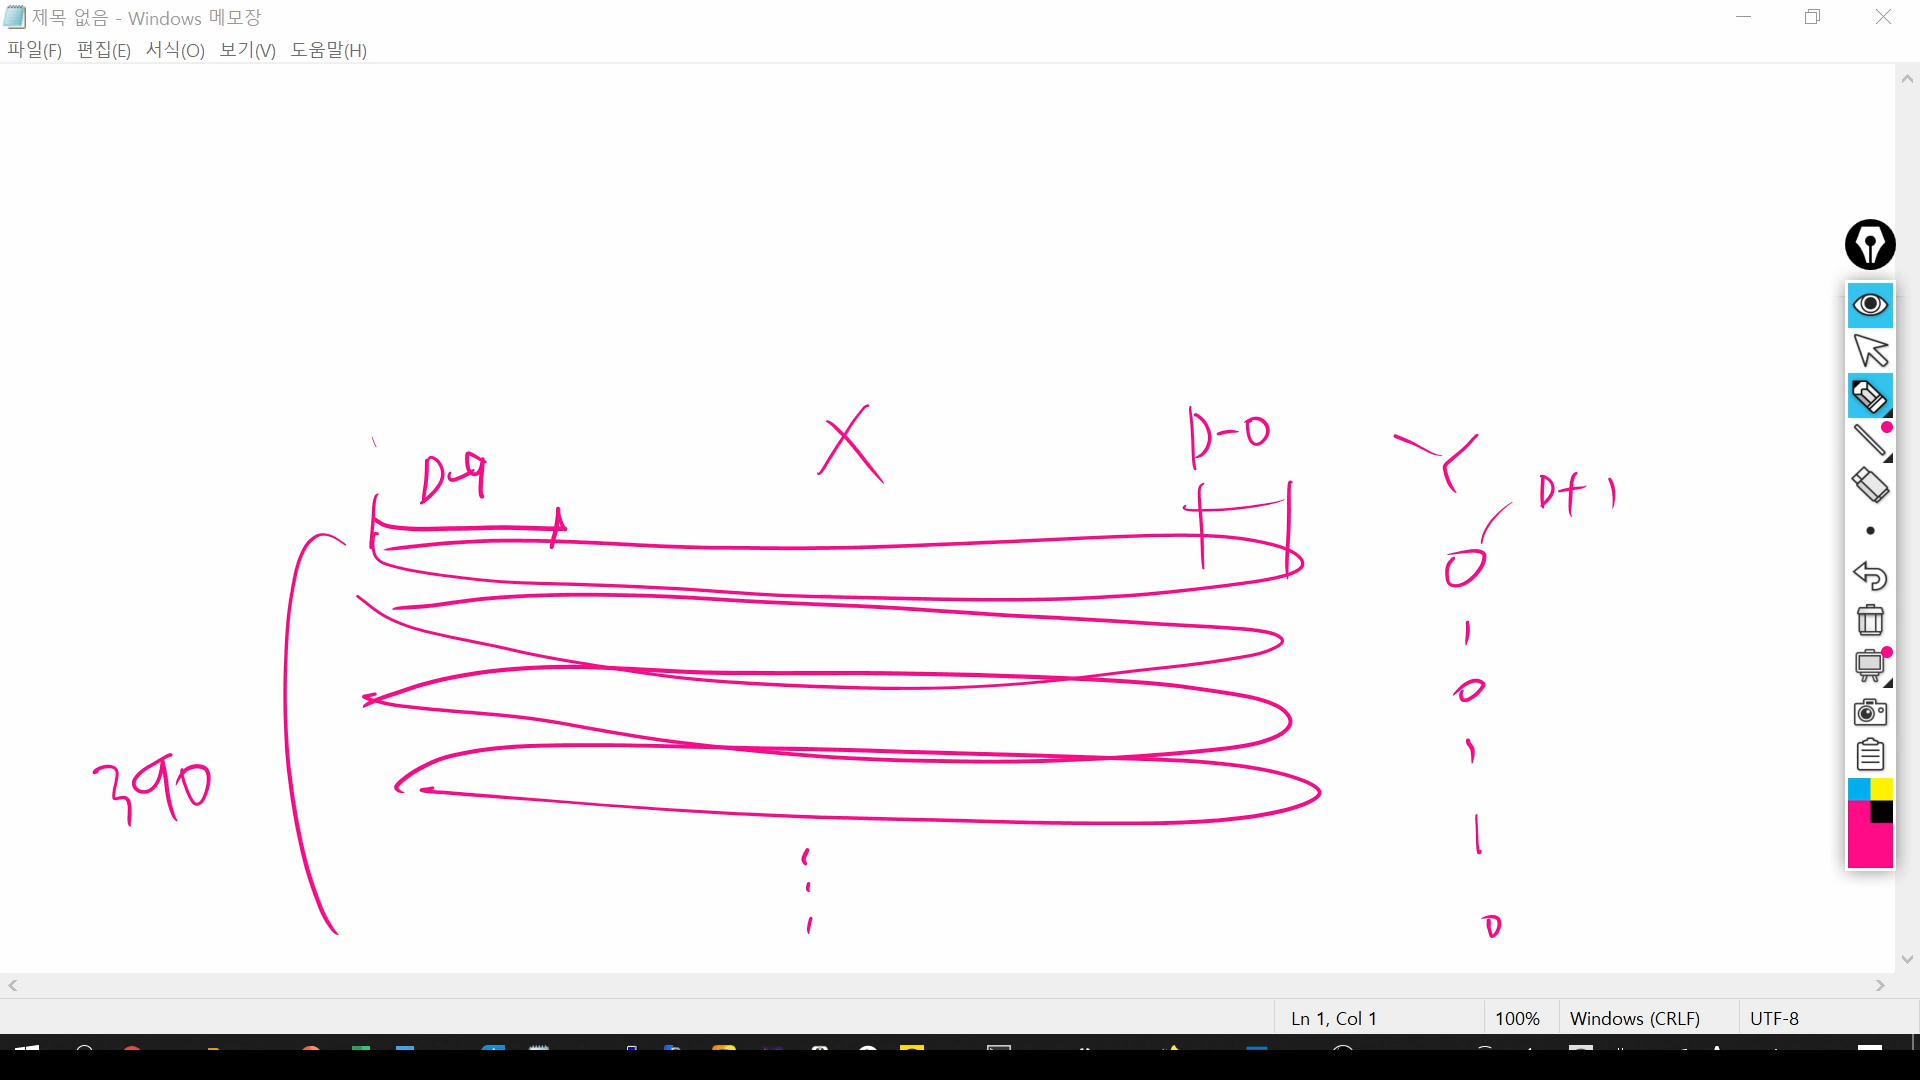 제목 없음 - Windows 메모장
파일(F) 편집(E) 서식(O) 보기(V) 도움말(H)
X
D-0
Y
D-9
D+1
0
1
0
1
390
1
0
Ln 1, Col 1
100%
Windows (CRLF)
UTF-8